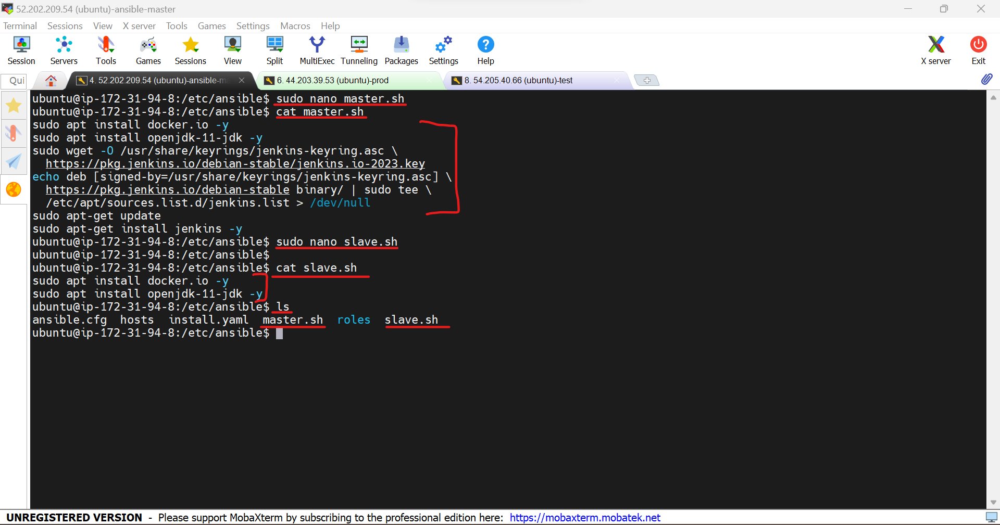 52.202.209.54 (ubuntu)-ansible-master
Terminal Sessions View X server Tools Games Settings Macros Help
Session Servers Tools Games Sessions View Split MultiExec Tunneling Packages Settings Help X server Exit
Qui 4. 52.202.209.54 (ubuntu)-ansible-ma 6. 44.203.39.53 (ubuntu)-prod 8. 54.205.40.66 (ubuntu)-test
ubuntu@ip-172-31-94-8:/etc/ansible$ sudo nano master.sh
ubuntu@ip-172-31-94-8:/etc/ansible$ cat master.sh
sudo apt install docker.io -y
sudo apt install openjdk-11-jdk -y
sudo wget -O /usr/share/keyrings/jenkins-keyring.asc \
  https://pkg.jenkins.io/debian-stable/jenkins.io-2023.key
echo deb [signed-by=/usr/share/keyrings/jenkins-keyring.asc] \
  https://pkg.jenkins.io/debian-stable binary/ | sudo tee \
  /etc/apt/sources.list.d/jenkins.list > /dev/null
sudo apt-get update
sudo apt-get install jenkins -y
ubuntu@ip-172-31-94-8:/etc/ansible$ sudo nano slave.sh
ubuntu@ip-172-31-94-8:/etc/ansible$
ubuntu@ip-172-31-94-8:/etc/ansible$ cat slave.sh
sudo apt install docker.io -y
sudo apt install openjdk-11-jdk -y
ubuntu@ip-172-31-94-8:/etc/ansible$ ls
ansible.cfg  hosts  install.yaml  master.sh  roles  slave.sh
ubuntu@ip-172-31-94-8:/etc/ansible$
UNREGISTERED VERSION - Please support MobaXterm by subscribing to the professional edition here: https://mobaxterm.mobatek.net